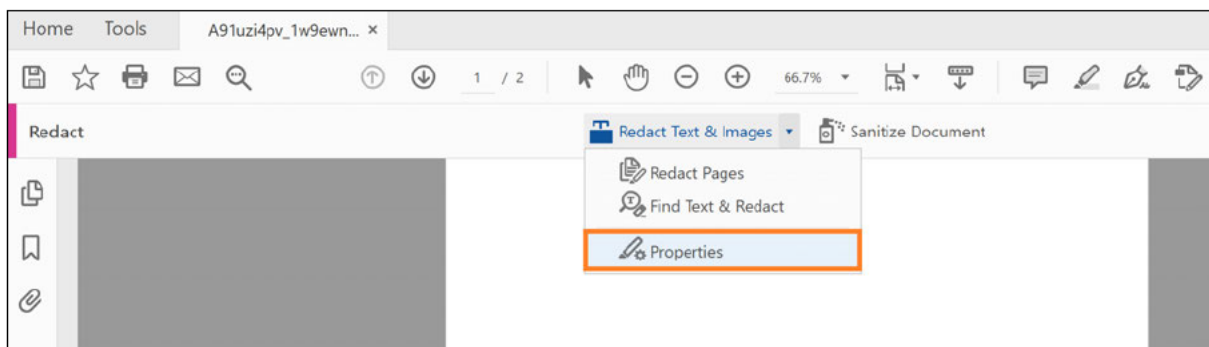 Home Tools A91uzi4pv_1w9ewn... ×
1 / 2 66.7%
Redact Redact Text & Images Sanitize Document
Redact Pages
Find Text & Redact
Properties